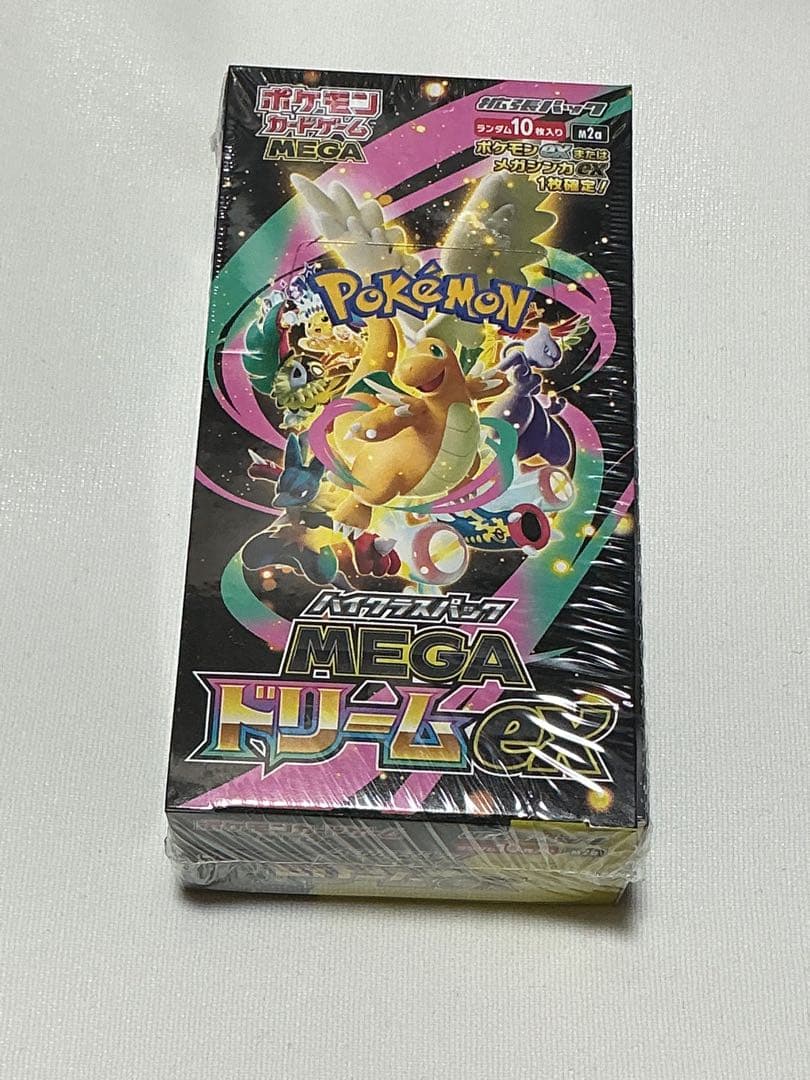 ポケモン
カードゲーム
MEGA
拡張パック
ランダム10枚入り M2a
ポケモンexまたは
メガシンカex
1枚確定!
POKéMON
ハイクラスパック
MEGA
ドリームex